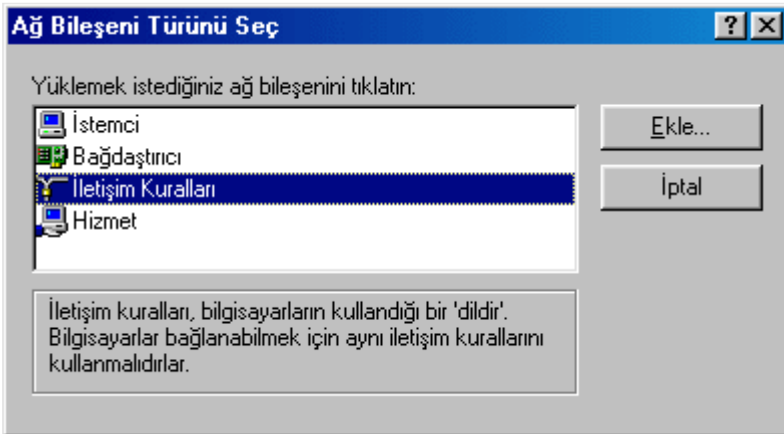 Ağ Bileşeni Türünü Seç
Yüklemek istediğiniz ağ bileşenini tıklatın:
İstemci
Bağdaştırıcı
İletişim Kuralları
Hizmet
Ekle...
İptal
İletişim kuralları, bilgisayarların kullandığı bir 'dildir'.
Bilgisayarlar bağlanabilmek için aynı iletişim kurallarını
kullanmalıdırlar.